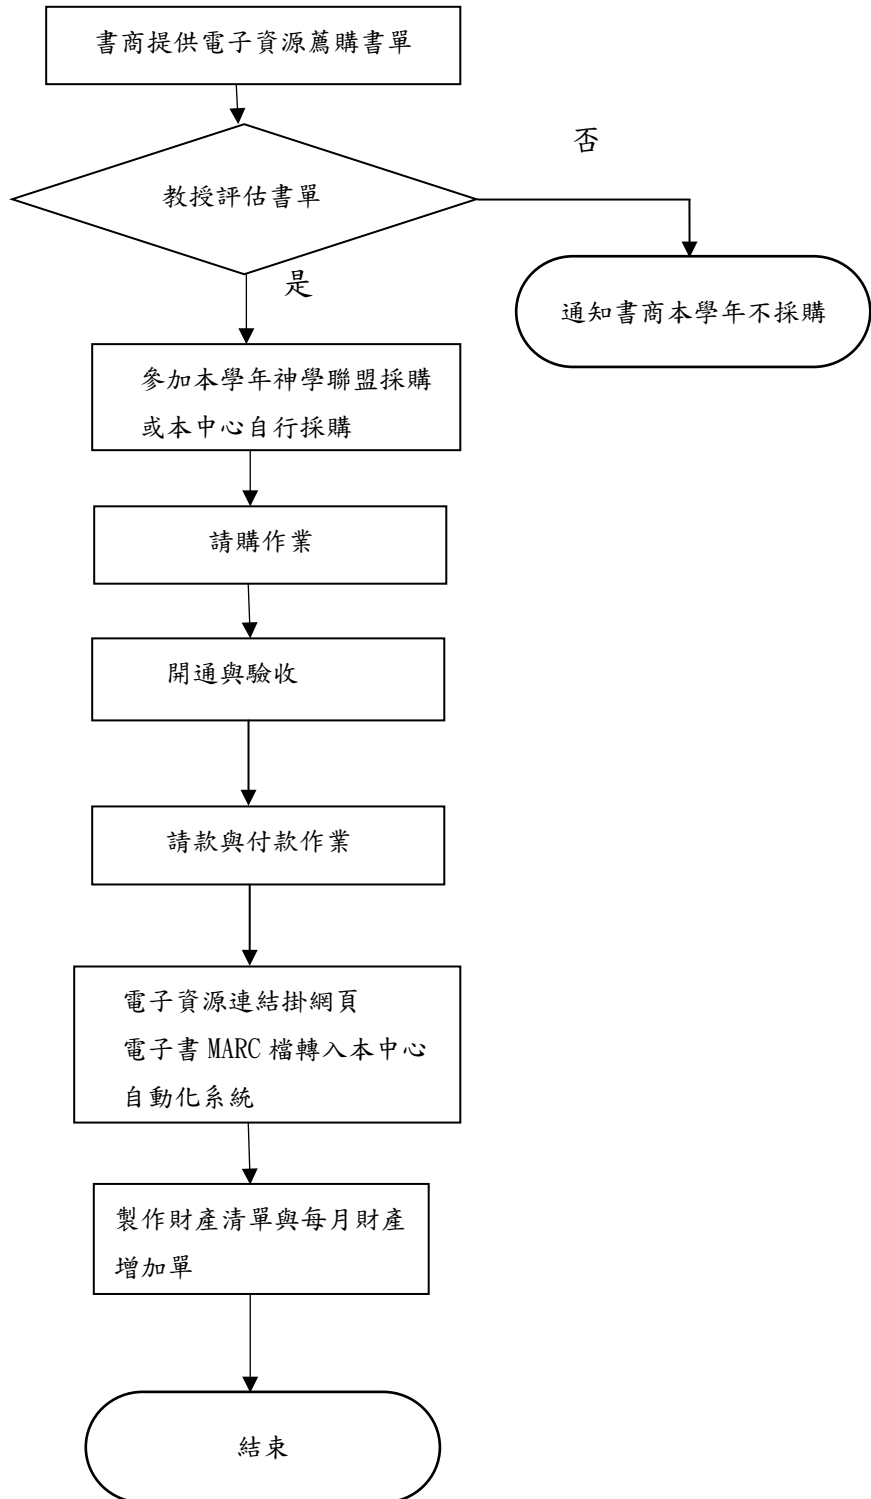 書商提供電子資源薦購書單
否
教授評估書單
是
通知書商本學年不採購
參加本學年神學聯盟採購
或本中心自行採購
請購作業
開通與驗收
請款與付款作業
電子資源連結掛網頁
電子書 MARC 檔轉入本中心
自動化系統
製作財產清單與每月財產
增加單
結束